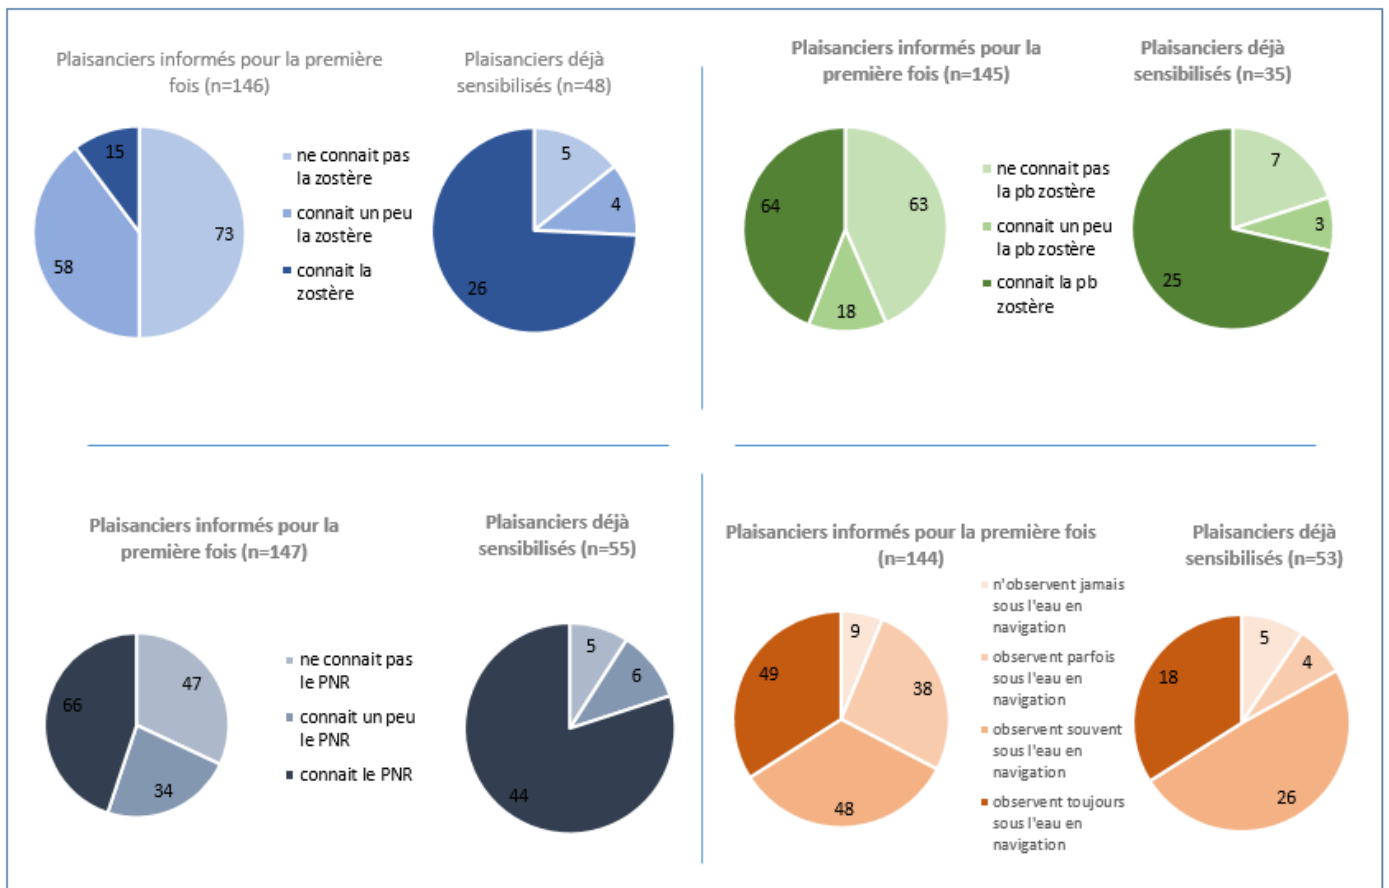 Plaisanciers informés pour la première
fois (n=146)
15
73
58
ne connait pas
la zostère
connait un peu
la zostère
connait la
zostère
Plaisanciers déjà
sensibilisés (n=48)
5
4
26
Plaisanciers informés pour la
première fois (n=145)
64
63
18
ne connait pas
la pb zostère
connait un peu
la pb zostère
connait la pb
zostère
Plaisanciers déjà
sensibilisés (n=35)
7
3
25
Plaisanciers informés pour la
première fois (n=147)
66
47
34
ne connait pas
le PNR
connait un peu
le PNR
connait le PNR
Plaisanciers déjà
sensibilisés (n=55)
5
6
44
Plaisanciers informés pour la première fois
(n=144)
9
49
38
48
n'observent jamais
sous l'eau en
navigation
observent parfois
sous l'eau en
navigation
observent souvent
sous l'eau en
navigation
observent toujours
sous l'eau en
navigation
Plaisanciers déjà
sensibilisés (n=53)
5
4
18
26